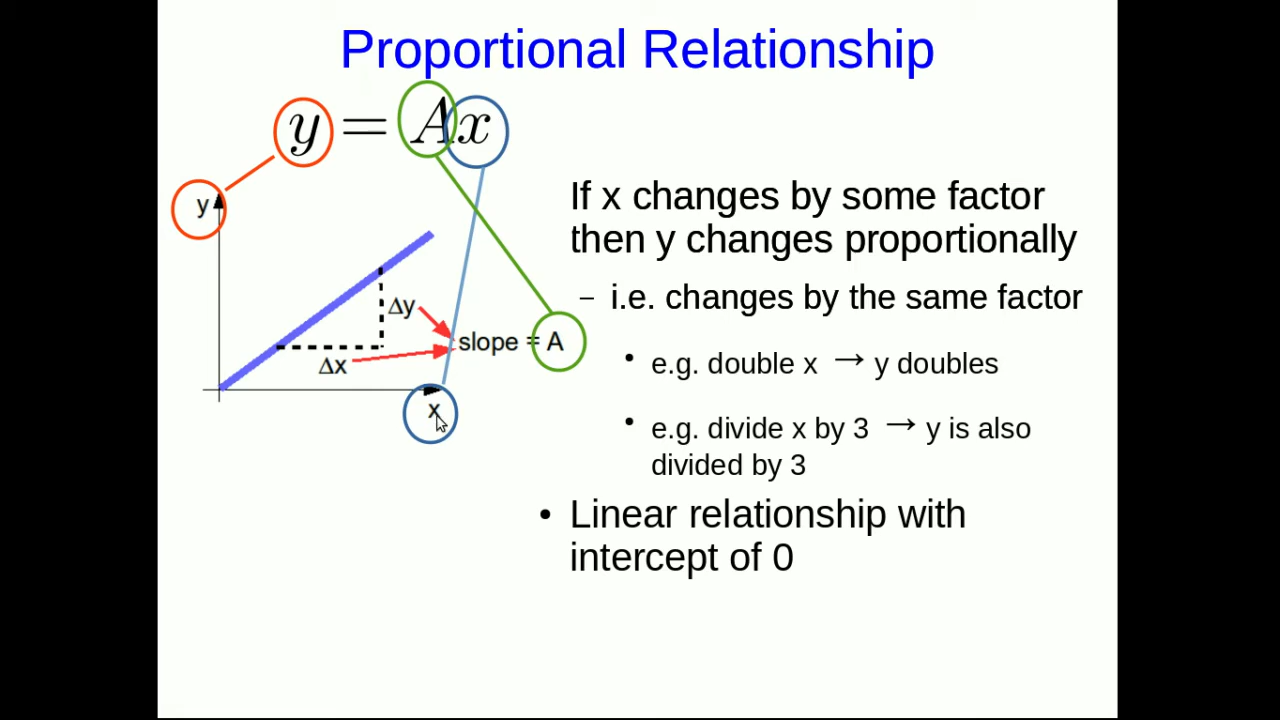 Proportional Relationship
y = Ax
If x changes by some factor
then y changes proportionally
– i.e. changes by the same factor
• e.g. double x → y doubles
• e.g. divide x by 3 → y is also
divided by 3
• Linear relationship with
intercept of 0
y
Δy
slope = A
Δx
x